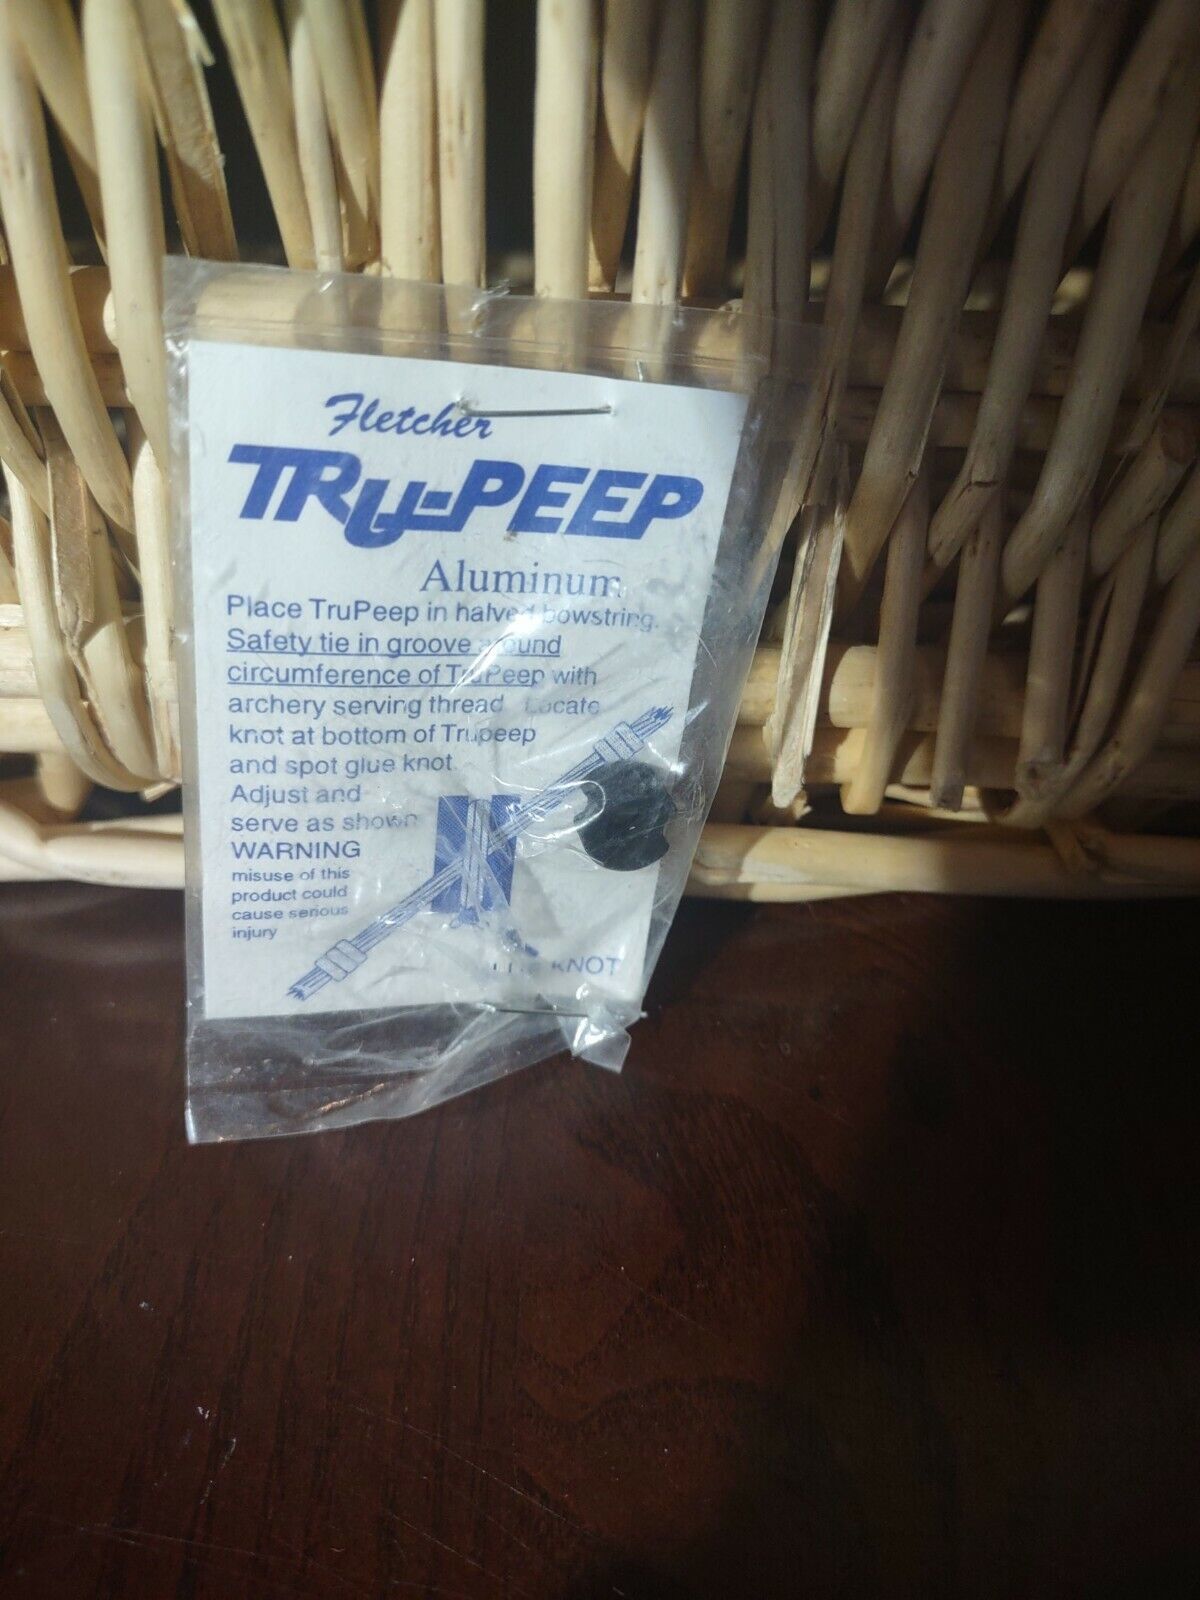 Fletcher
TRU-PEEP
Aluminum
Place TruPeep in halved bowstring.
Safety tie in groove around
circumference of TruPeep with
archery serving thread Locate
knot at bottom of Trupeep
and spot glue knot.
Adjust and
serve as shown
WARNING
misuse of this
product could
cause serious
injury
KNOT